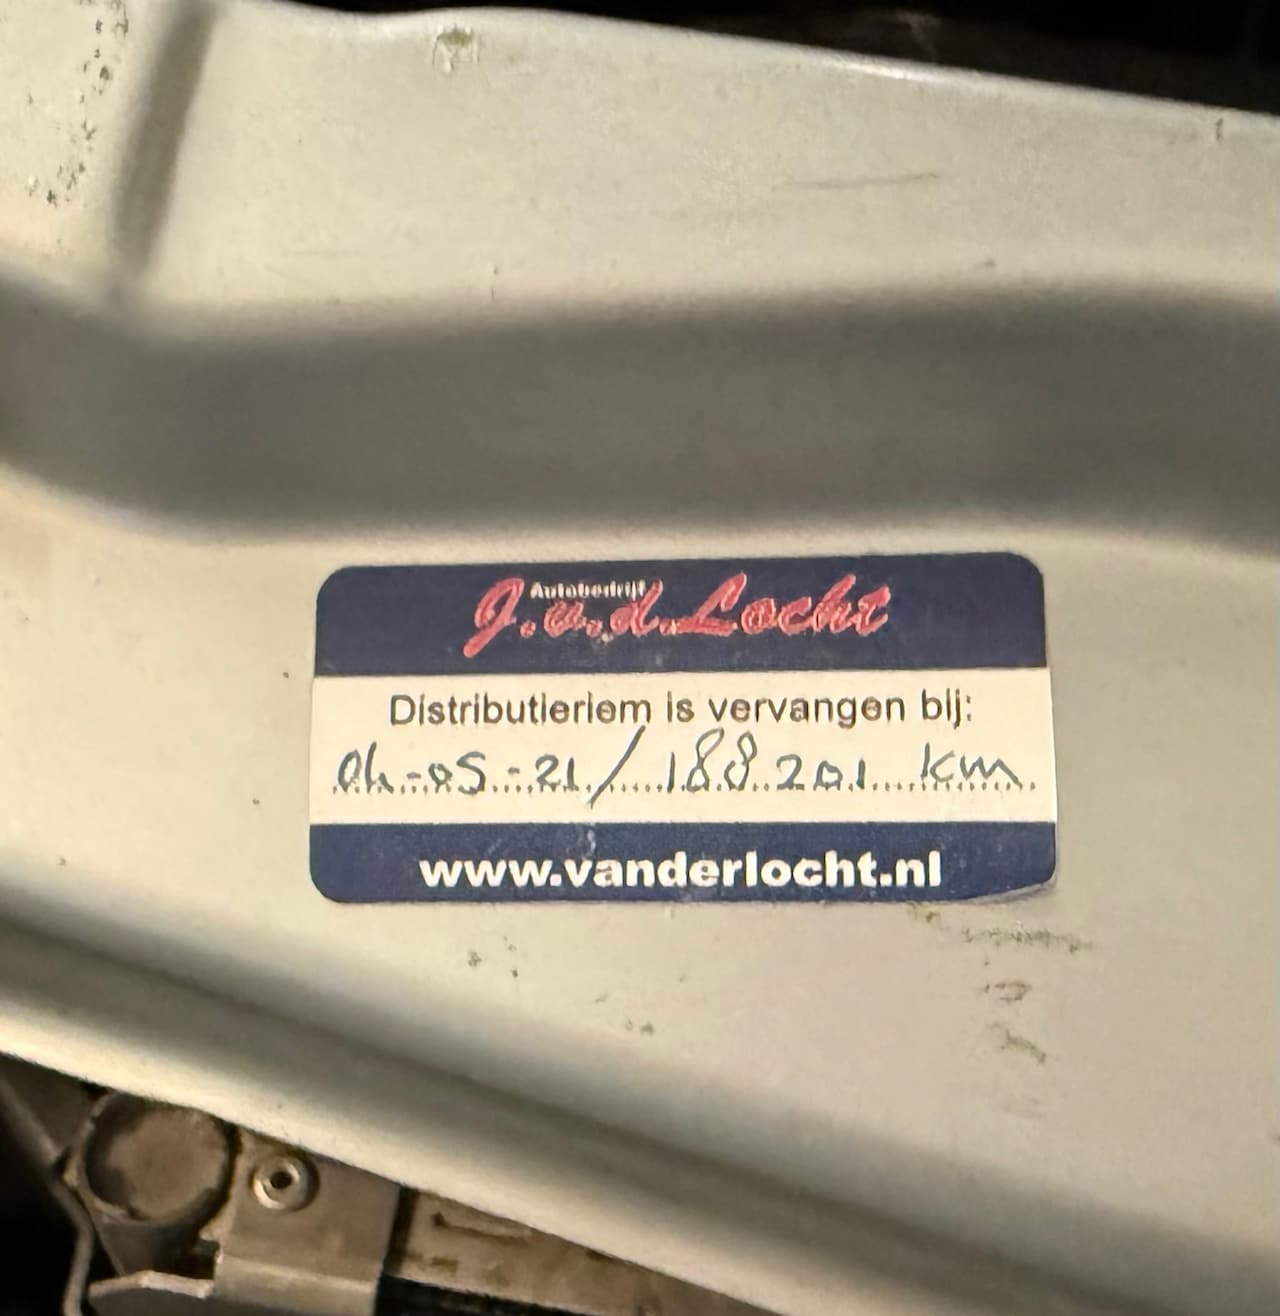 Autobedrijf
J.v.d.Locht
Distributieriem is vervangen bij:
04-05-21/188.201 km
www.vanderlocht.nl